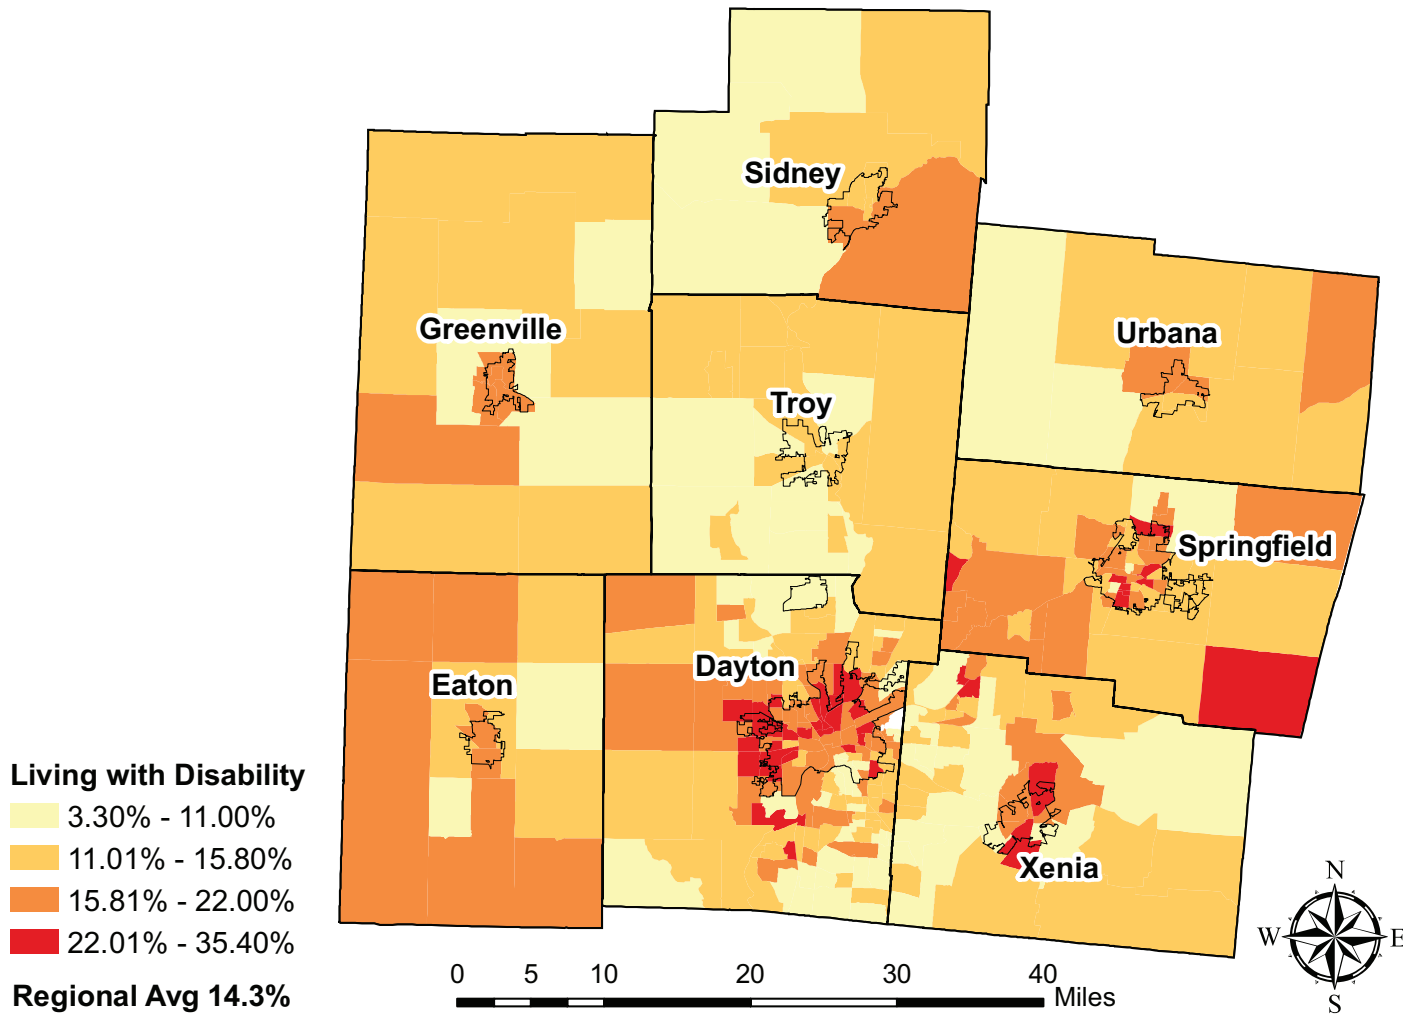 Sidney
Greenville
Urbana
Troy
Springfield
Dayton
Eaton
Xenia
Living with Disability
3.30% - 11.00%
11.01% - 15.80%
15.81% - 22.00%
22.01% - 35.40%
Regional Avg 14.3%
0 5 10 20 30 40
Miles
N
W E
S